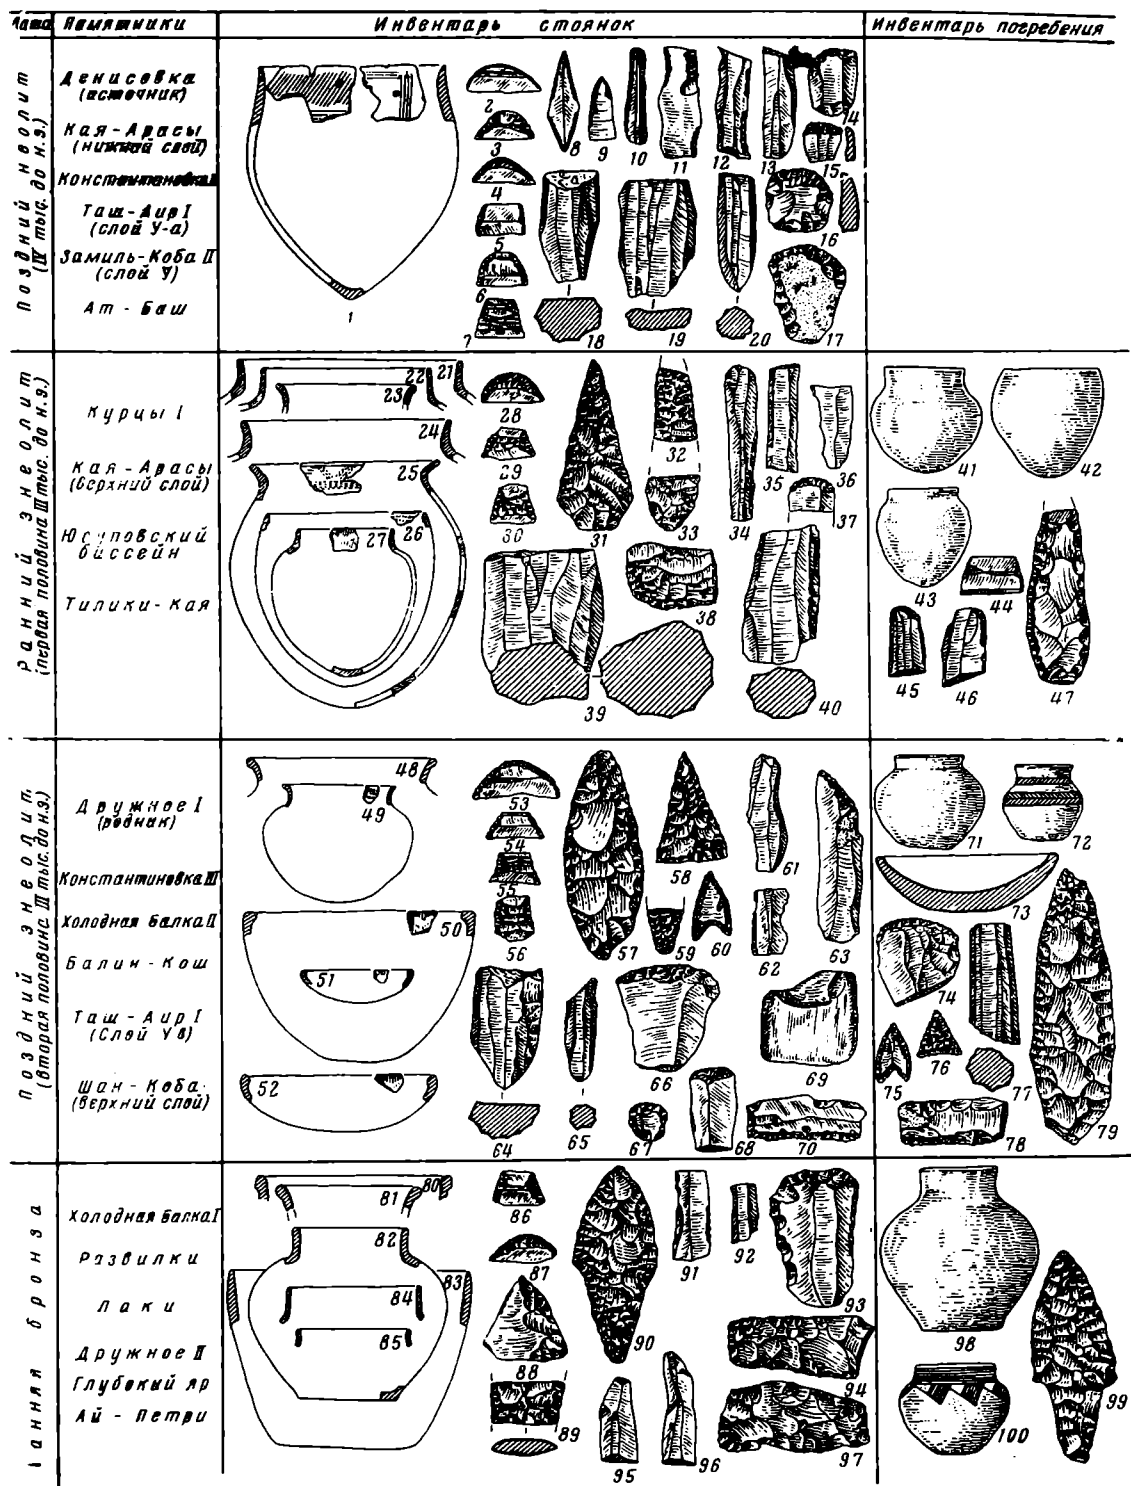 Дата Памятники Инвентарь стоянок Инвентарь погребения
Поздний неолит
(IV тыс. до н.э.)
Денисовка
(источник)
Кая-Арасы
(нижний слой)
Константиновка
Таш-Аир I
(слой У-а)
Замиль-Коба II
(слой У)
Ат-Баш
1
2
3
4
5
6
7
8 9 10 11 12 13 14
15
16
17
18 19 20
Ранний энеолит
(первая половина III тыс. до н.э.)
Курцы I
Кая-Арасы
(верхний слой)
Юсуповский
бассейн
Тилики-Кая
21
22
23
24
25
26
27
28
29
30
31
32
33
34
35
36
37
38
39
40
41 42
43 44
45 46 47
Поздний энеолит.
(вторая половина III тыс. до н.э.)
Дружное I
(родник)
Константиновка III
Холодная Балка II
Балин-Кош
Таш-Аир I
(Слой Ув)
Шан-Коба
(верхний слой)
48
49
50
51
52
53
54
55
56
57
58
59
60
61
62
63
64 65
66
67
68
69
70
71 72
73
74
75 76
77
78
79
анняя бронза
Холодная Балка I
Развилки
Лаки
Дружное II
Глубокий яр
Ай-Петри
80
81
82
83
84
85
86
87
88
89
90
91 92
93
94
95 96 97
98
99
100